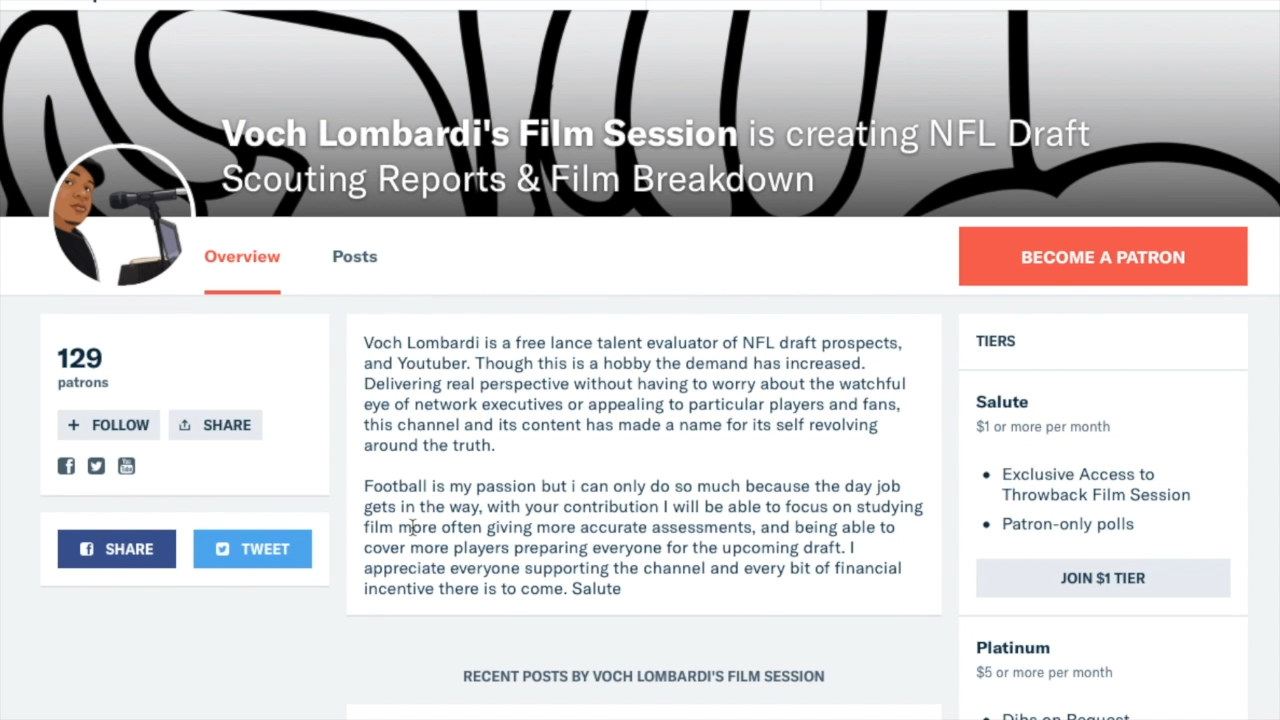 Voch Lombardi's Film Session is creating NFL Draft
Scouting Reports & Film Breakdown
Overview
Posts
BECOME A PATRON
129
patrons
+ FOLLOW
SHARE
SHARE
TWEET
Voch Lombardi is a free lance talent evaluator of NFL draft prospects,
and Youtuber. Though this is a hobby the demand has increased.
Delivering real perspective without having to worry about the watchful
eye of network executives or appealing to particular players and fans,
this channel and its content has made a name for its self revolving
around the truth.
Football is my passion but i can only do so much because the day job
gets in the way, with your contribution I will be able to focus on studying
film more often giving more accurate assessments, and being able to
cover more players preparing everyone for the upcoming draft. I
appreciate everyone supporting the channel and every bit of financial
incentive there is to come. Salute
RECENT POSTS BY VOCH LOMBARDI'S FILM SESSION
TIERS
Salute
$1 or more per month
• Exclusive Access to
Throwback Film Session
• Patron-only polls
JOIN $1 TIER
Platinum
$5 or more per month
• Dibs on Request